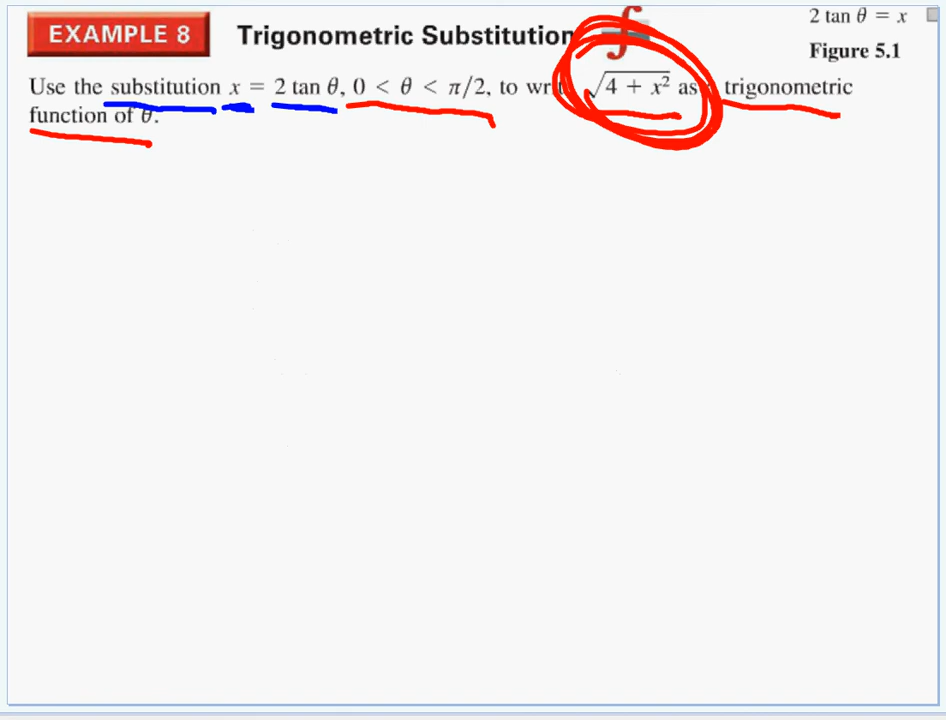 2 tan θ = x
EXAMPLE 8 Trigonometric Substitution
Figure 5.1
Use the substitution x = 2 tan θ, 0 < θ < π/2, to √4 + x² as trigonometric
function of θ.